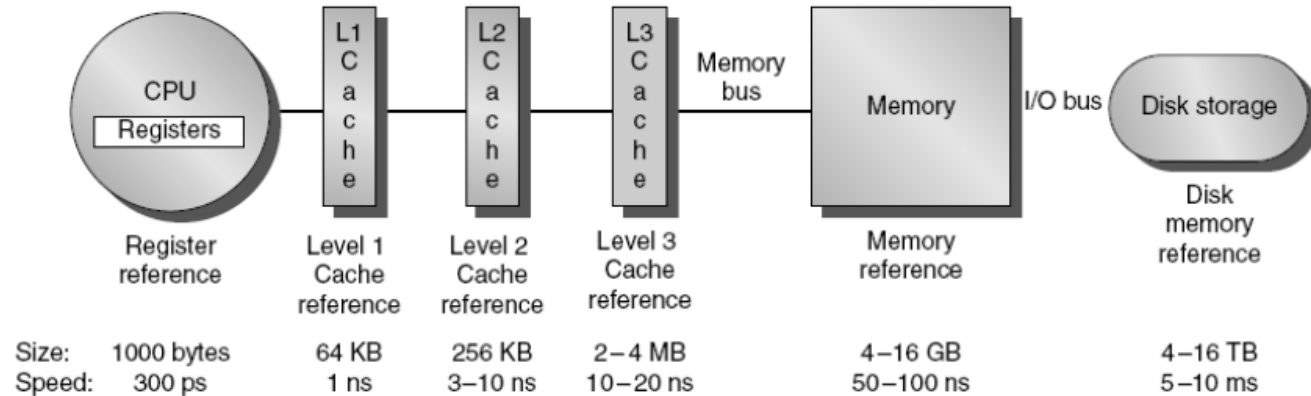 CPU
Registers
L1
C
a
c
h
e
L2
C
a
c
h
e
L3
C
a
c
h
e
Memory
bus
Memory
I/O bus
Disk storage
Register
reference
Level 1
Cache
reference
Level 2
Cache
reference
Level 3
Cache
reference
Memory
reference
Disk
memory
reference
Size: 1000 bytes 64 KB 256 KB 2–4 MB 4–16 GB 4–16 TB
Speed: 300 ps 1 ns 3–10 ns 10–20 ns 50–100 ns 5–10 ms